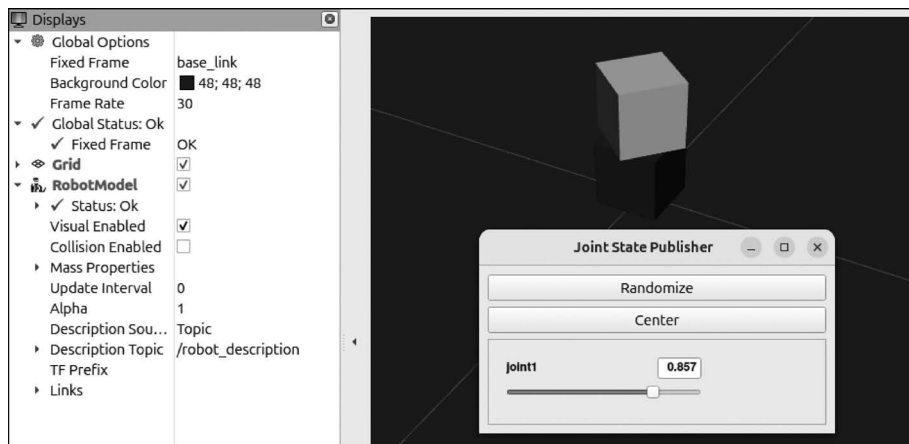 Displays
Global Options
Fixed Frame base_link
Background Color 48; 48; 48
Frame Rate 30
Global Status: Ok
Fixed Frame OK
Grid
RobotModel
Status: Ok
Visual Enabled
Collision Enabled
Mass Properties
Update Interval 0
Alpha 1
Description Sou... Topic
Description Topic /robot_description
TF Prefix
Links
Joint State Publisher
Randomize
Center
joint1 0.857